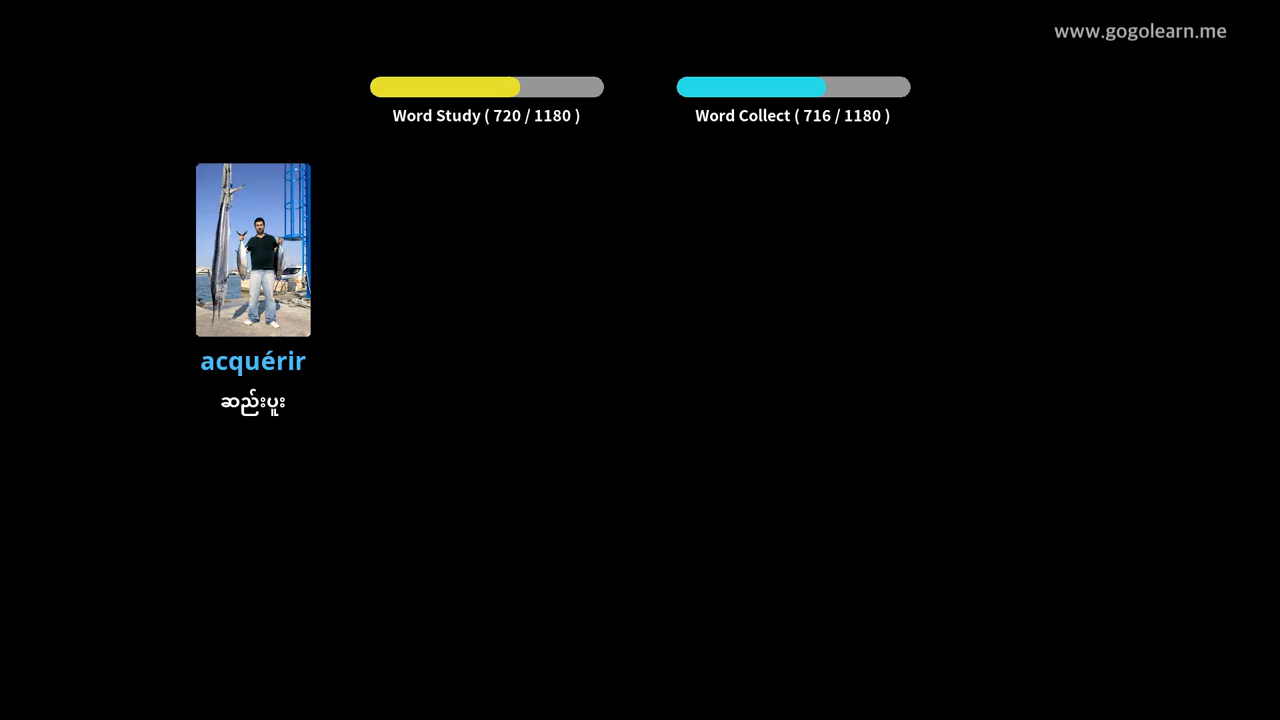 www.gogolearn.me
Word Study ( 720 / 1180 )
Word Collect ( 716 / 1180 )
acquérir
ဆည်းပူး